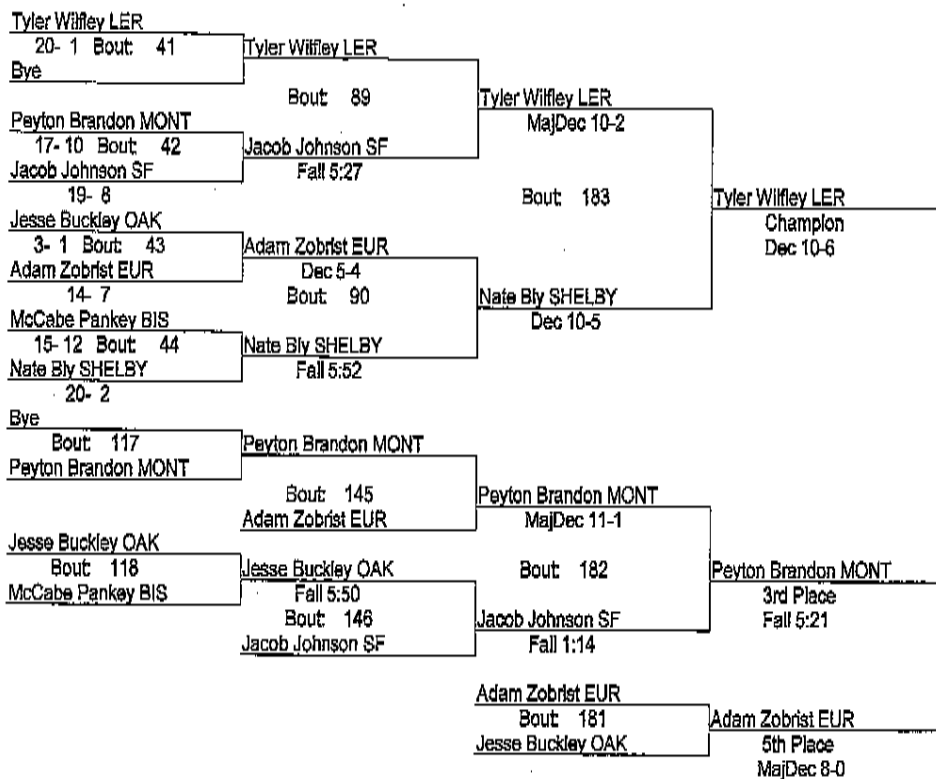 Tyler Wilfley LER
20- 1 Bout: 41
Bye
Tyler Wilfley LER
Bout: 89
Peyton Brandon MONT
17- 10 Bout: 42
Jacob Johnson SF
19- 8
Jacob Johnson SF
Fall 5:27
Tyler Wilfley LER
MajDec 10-2
Bout: 183
Jesse Buckley OAK
3- 1 Bout: 43
Adam Zobrist EUR
14- 7
Adam Zobrist EUR
Dec 5-4
Bout: 90
McCabe Pankey BIS
15- 12 Bout: 44
Nate Bly SHELBY
20- 2
Nate Bly SHELBY
Fall 5:52
Nate Bly SHELBY
Dec 10-5
Tyler Wilfley LER
Champion
Dec 10-6
Bye
Bout: 117
Peyton Brandon MONT
Peyton Brandon MONT
Bout: 145
Adam Zobrist EUR
Peyton Brandon MONT
MajDec 11-1
Bout: 182
Jesse Buckley OAK
Bout: 118
McCabe Pankey BIS
Jesse Buckley OAK
Fall 5:50
Bout: 146
Jacob Johnson SF
Jacob Johnson SF
Fall 1:14
Peyton Brandon MONT
3rd Place
Fall 5:21
Adam Zobrist EUR
Bout: 181
Jesse Buckley OAK
Adam Zobrist EUR
5th Place
MajDec 8-0